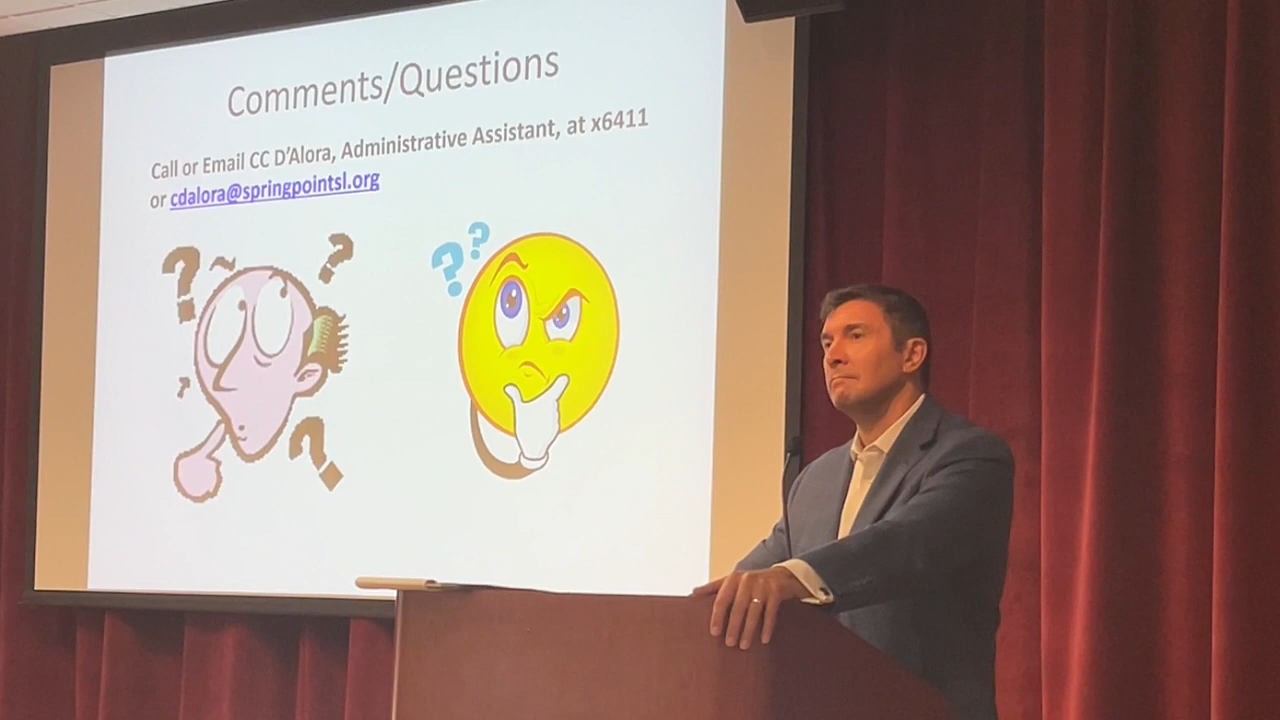 Comments/Questions
Call or Email CC D'Alora, Administrative Assistant, at x6411
or cdalora@springpointsl.org
? ? ? ?
? ?